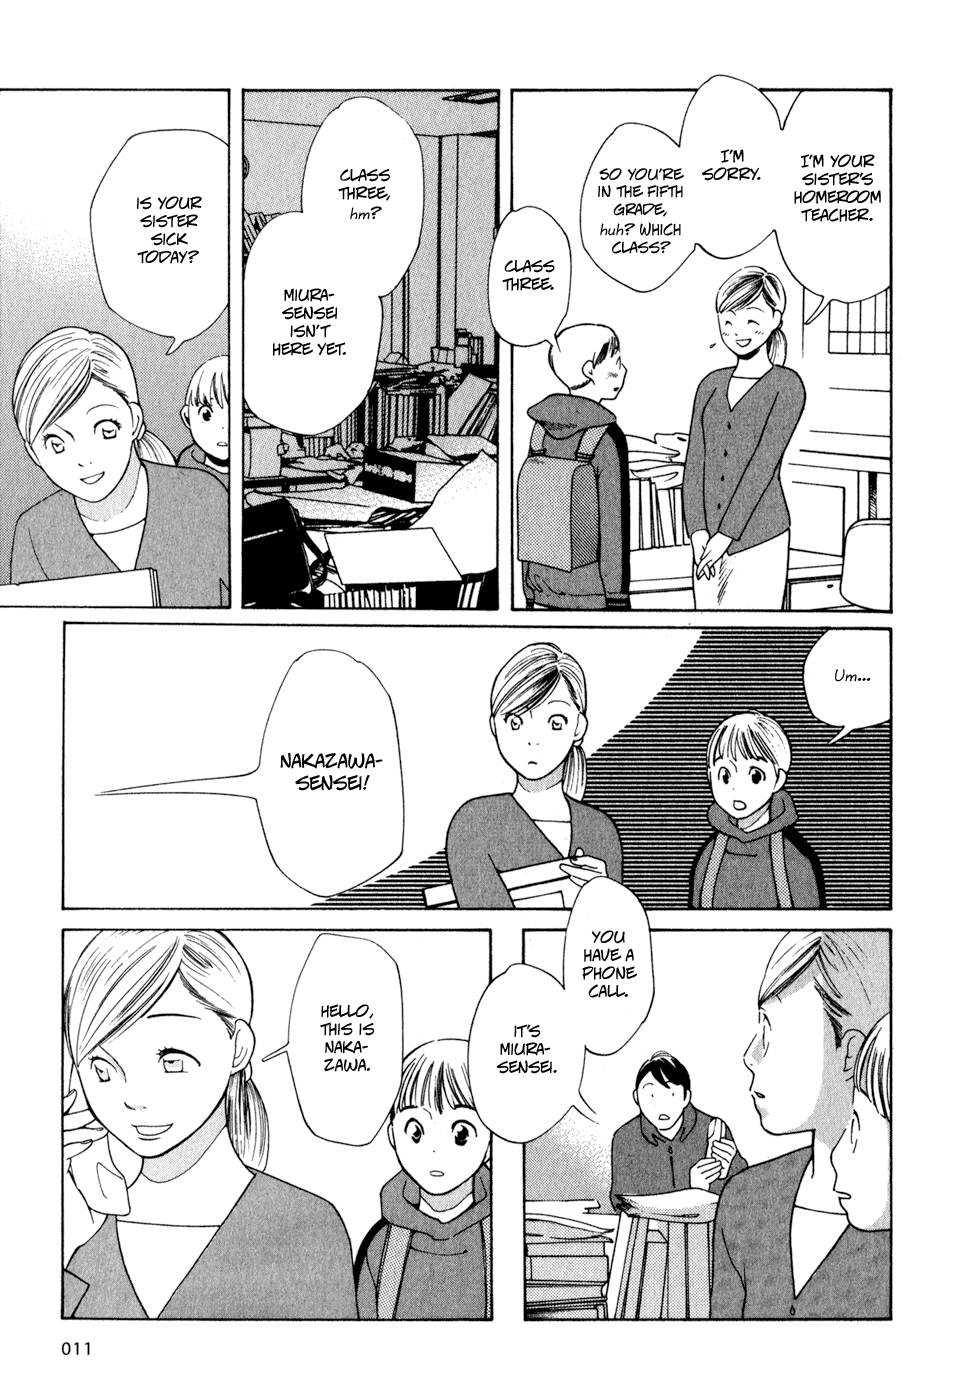 I'M YOUR
SISTER'S
HOMEROOM
TEACHER.
I'M
SORRY.
SO YOU'RE
IN THE FIFTH
GRADE,
huh? WHICH
CLASS?
CLASS
THREE.
CLASS
THREE,
hm?
MIURA-
SENSEI
ISN'T
HERE YET.
IS YOUR
SISTER
SICK
TODAY?
Um...
NAKAZAWA-
SENSEI!
YOU
HAVE A
PHONE
CALL.
IT'S
MIURA-
SENSEI.
HELLO,
THIS IS
NAKA-
ZAWA.
011